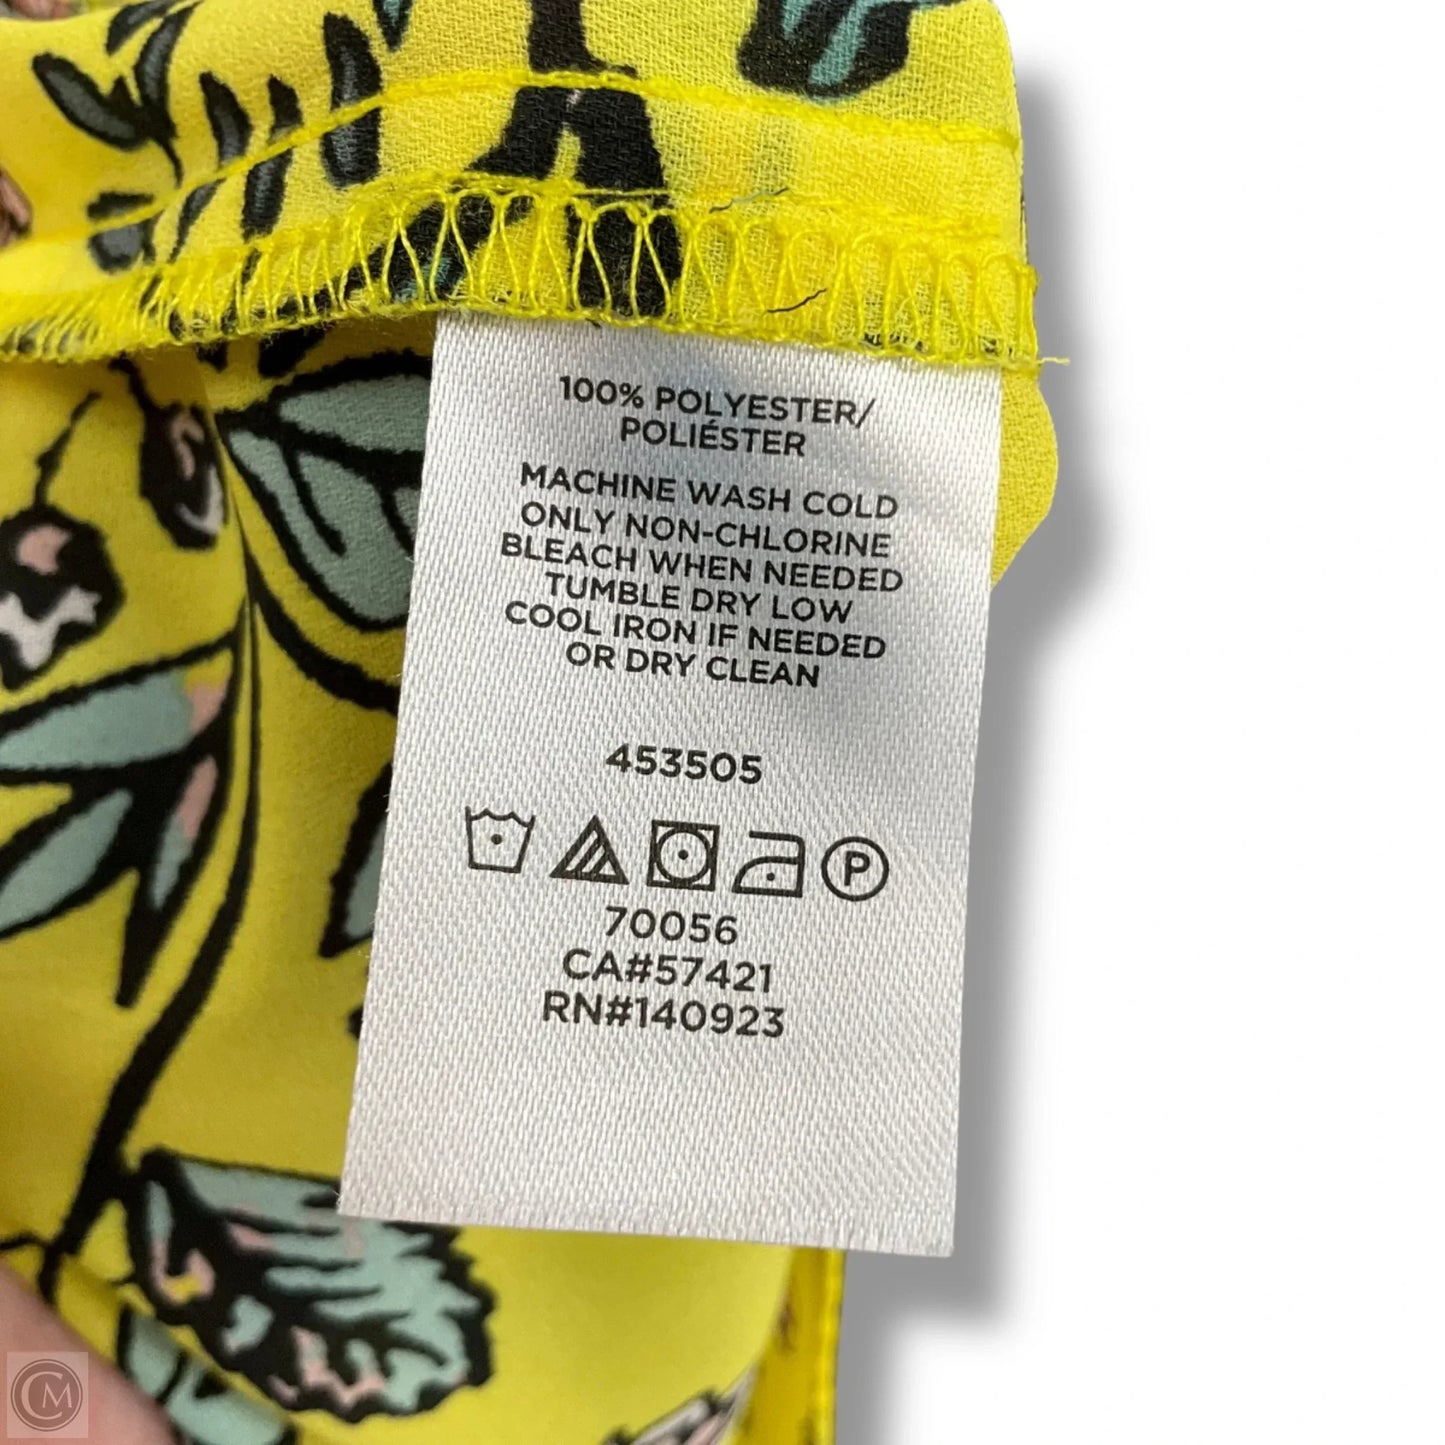 100% POLYESTER/
POLIÉSTER
MACHINE WASH COLD
ONLY NON-CHLORINE
BLEACH WHEN NEEDED
TUMBLE DRY LOW
COOL IRON IF NEEDED
OR DRY CLEAN
453505
P
70056
CA#57421
RN#140923
CM